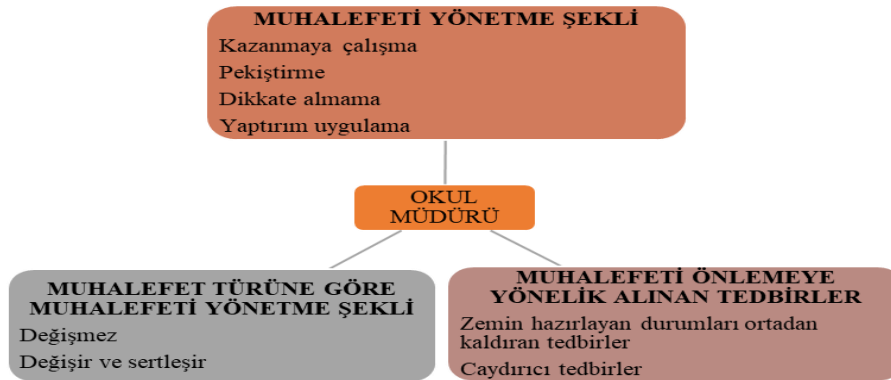 MUHALEFETİ YÖNETME ŞEKLİ
Kazanmaya çalışma
Pekiştirme
Dikkate almama
Yaptırım uygulama
OKUL
MÜDÜRÜ
MUHALEFET TÜRÜNE GÖRE
MUHALEFETİ YÖNETME ŞEKLİ
Değişmez
Değişir ve sertleşir
MUHALEFETİ ÖNLEMEYE
YÖNELİK ALINAN TEDBİRLER
Zemin hazırlayan durumları ortadan
kaldıran tedbirler
Caydırıcı tedbirler